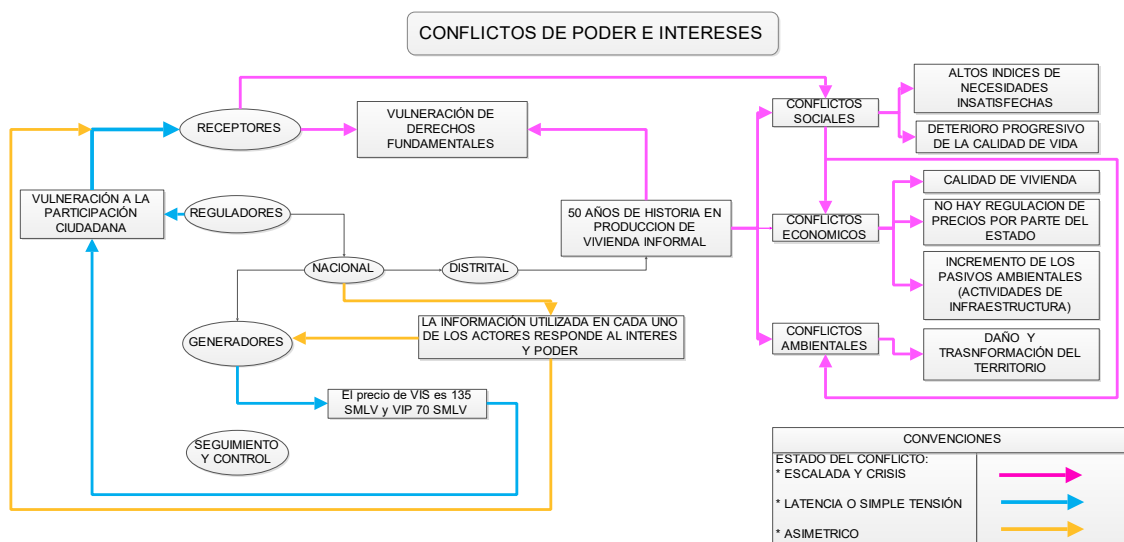 CONFLICTOS DE PODER E INTERESES
RECEPTORES
VULNERACIÓN DE
DERECHOS
FUNDAMENTALES
CONFLICTOS
SOCIALES
ALTOS INDICES DE
NECESIDADES
INSATISFECHAS
DETERIORO PROGRESIVO
DE LA CALIDAD DE VIDA
VULNERACIÓN A LA
PARTICIPACIÓN
CIUDADANA
REGULADORES
50 AÑOS DE HISTORIA EN
PRODUCCION DE
VIVIENDA INFORMAL
CONFLICTOS
ECONOMICOS
CALIDAD DE VIVIENDA
NO HAY REGULACION DE
PRECIOS POR PARTE DEL
ESTADO
INCREMENTO DE LOS
PASIVOS AMBIENTALES
(ACTIVIDADES DE
INFRAESTRUCTURA)
NACIONAL
DISTRITAL
GENERADORES
LA INFORMACIÓN UTILIZADA EN CADA UNO
DE LOS ACTORES RESPONDE AL INTERES
Y PODER
CONFLICTOS
AMBIENTALES
DAÑO Y
TRASNFORMACIÓN DEL
TERRITORIO
El precio de VIS es 135
SMLV y VIP 70 SMLV
SEGUIMIENTO
Y CONTROL
CONVENCIONES
ESTADO DEL CONFLICTO:
* ESCALADA Y CRISIS
* LATENCIA O SIMPLE TENSIÓN
* ASIMETRICO